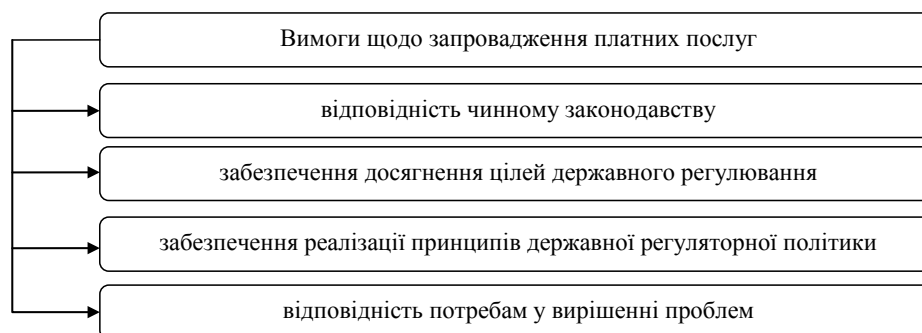 Вимоги щодо запровадження платних послуг
відповідність чинному законодавству
забезпечення досягнення цілей державного регулювання
забезпечення реалізації принципів державної регуляторної політики
відповідність потребам у вирішенні проблем